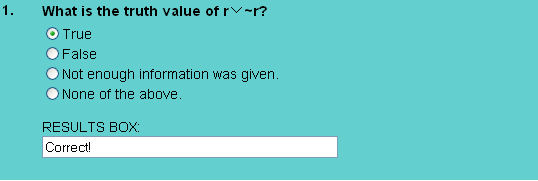 1. What is the truth value of r∨~r?
True
False
Not enough information was given.
None of the above.
RESULTS BOX:
Correct!